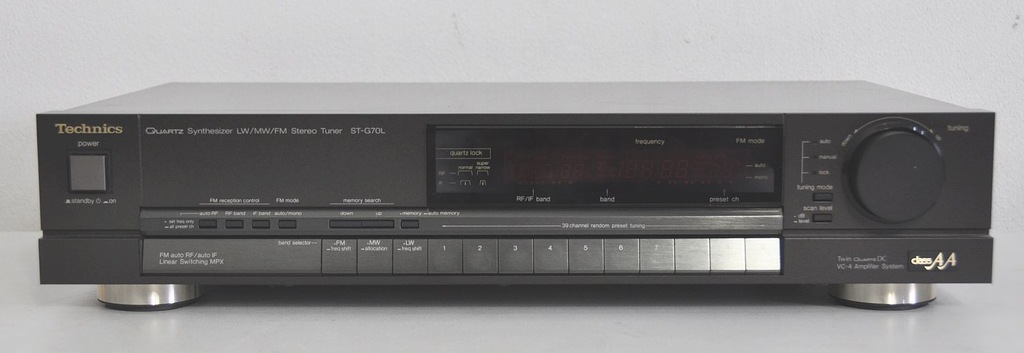 Technics
QUARTZ Synthesizer LW/MW/FM Stereo Tuner ST-G70L
power
standby on
quartz lock
normal super narrow
RF
IF
frequency
FM mode
auto
mono
RF/IF band
band
preset ch
auto
manual
lock
tuning mode
scan level
down
up
tuning
FM reception control
FM mode
memory search
auto RF RF band IF band auto/mono
down up
memory auto memory
39 channel random preset tuning
band selector
FM
freq shift
MW
allocation
LW
freq shift
1 2 3 4 5 6 7
FM auto RF/auto IF
Linear Switching MPX
Twin QUARTZ DC
VC-4 Amplifier System
class AA